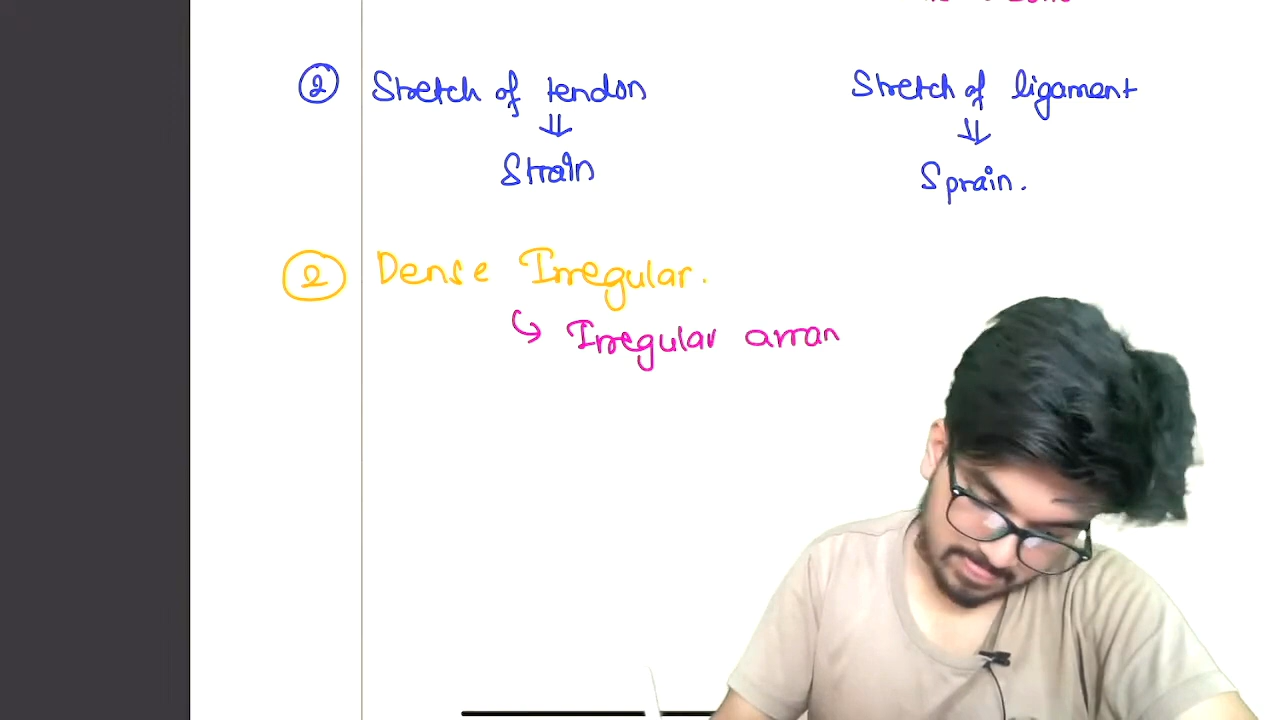 ② Stretch of tendon Stretch of ligament
⇓ ⇓
Strain Sprain.
② Dense Irregular.
↳ Irregular arran